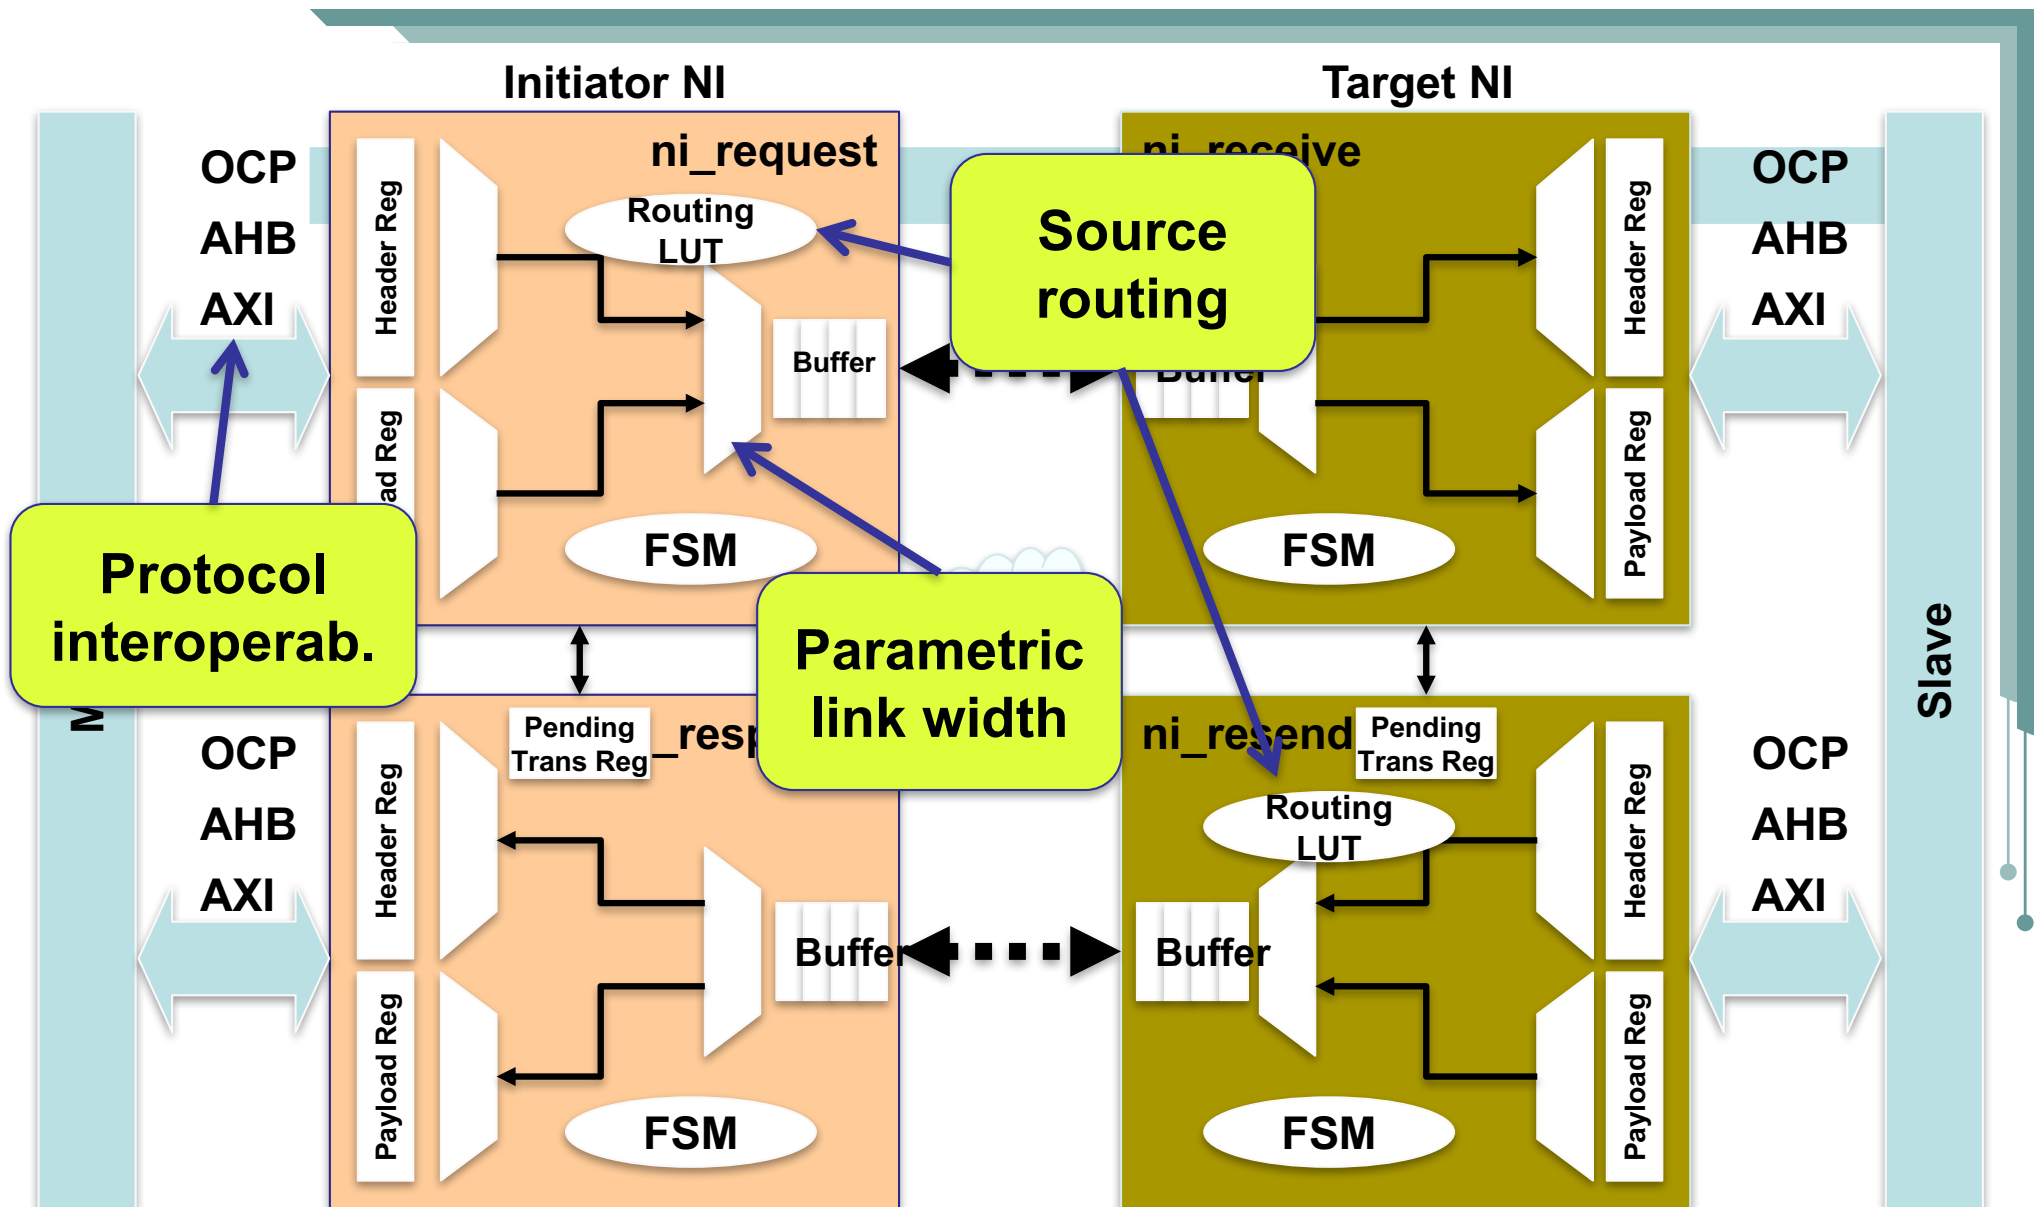 Initiator NI
Target NI
ni_request
ni_receive
OCP
AHB
AXI
Header Reg
Routing
LUT
Buffer
FSM
Source
routing
Buffer
Header Reg
Payload Reg
FSM
OCP
AHB
AXI
Protocol
interoperab.
Parametric
link width
Slave
Pending
Trans Reg
_resp
ni_resend
Pending
Trans Reg
OCP
AHB
AXI
Header Reg
Payload Reg
Buffer
FSM
Routing
LUT
Buffer
FSM
Header Reg
Payload Reg
OCP
AHB
AXI